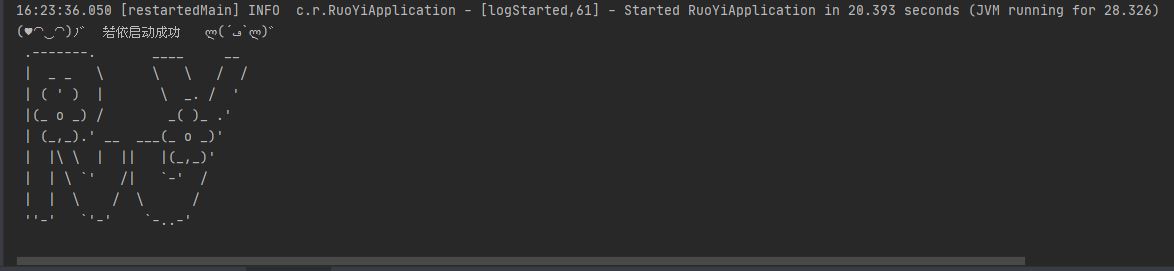 16:23:36.050 [restartedMain] INFO  c.r.RuoYiApplication - [logStarted,61] - Started RuoYiApplication in 20.393 seconds (JVM running for 28.326)
(♥◠‿◠)ノ゙  若依启动成功   ლ(´ڡ`ლ)゙
 .-------.       ____     __
 |  _ _   \      \   \   /  /
 | ( ' )  |       \  _. /  '
 |(_ o _) /        _( )_ .'
 | (_,_).' __  ___(_ o _)'
 |  |\ \  |  ||   |(_,_)'
 |  | \ `'   /|   `-'  /
 |  |  \    /  \      /
 ''-'   `'-'    `-..-'